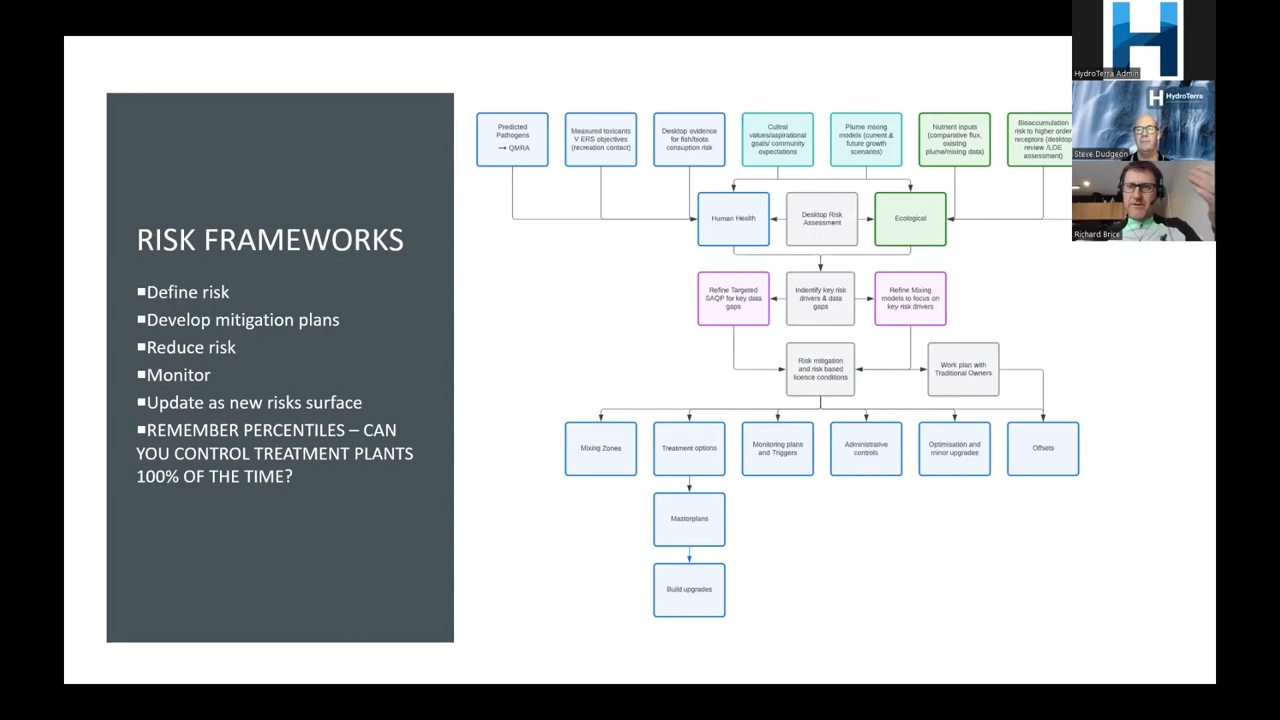 HydroTerra Admin
HydroTerra
Steve Dudgeon
Richard Brice
RISK FRAMEWORKS
▪Define risk
▪Develop mitigation plans
▪Reduce risk
▪Monitor
▪Update as new risks surface
▪REMEMBER PERCENTILES – CAN
YOU CONTROL TREATMENT PLANTS
100% OF THE TIME?
Predicted
Pathogens
→ QMRA
Measured toxicants
V ERS objectives
(recreation contact)
Desktop evidence
for fish/biota
consuption risk
Cultral
values/aspirational
goals/ community
expectations
Plume mixing
models (current &
future growth
scenarios)
Nutrient inputs
(comparative flux,
exisitng
plume/mixing data)
Bioaccumulation
risk to higher order
receptors (desktop
review /LOE
assessment)
Human Health
Desktop Risk
Assessment
Ecological
Refine Targeted
SAQP for key data
gaps
Indentify key risk
drivers & data
gaps
Refine Mixing
models to focus on
key risk drivers
Risk mitigation
and risk based
licence conditions
Work plan with
Traditional Owners
Mixing Zones
Treatment options
Monitoring plans
and Triggers
Administrative
controls
Optimisation and
minor upgrades
Offsets
Masterplans
Build upgrades